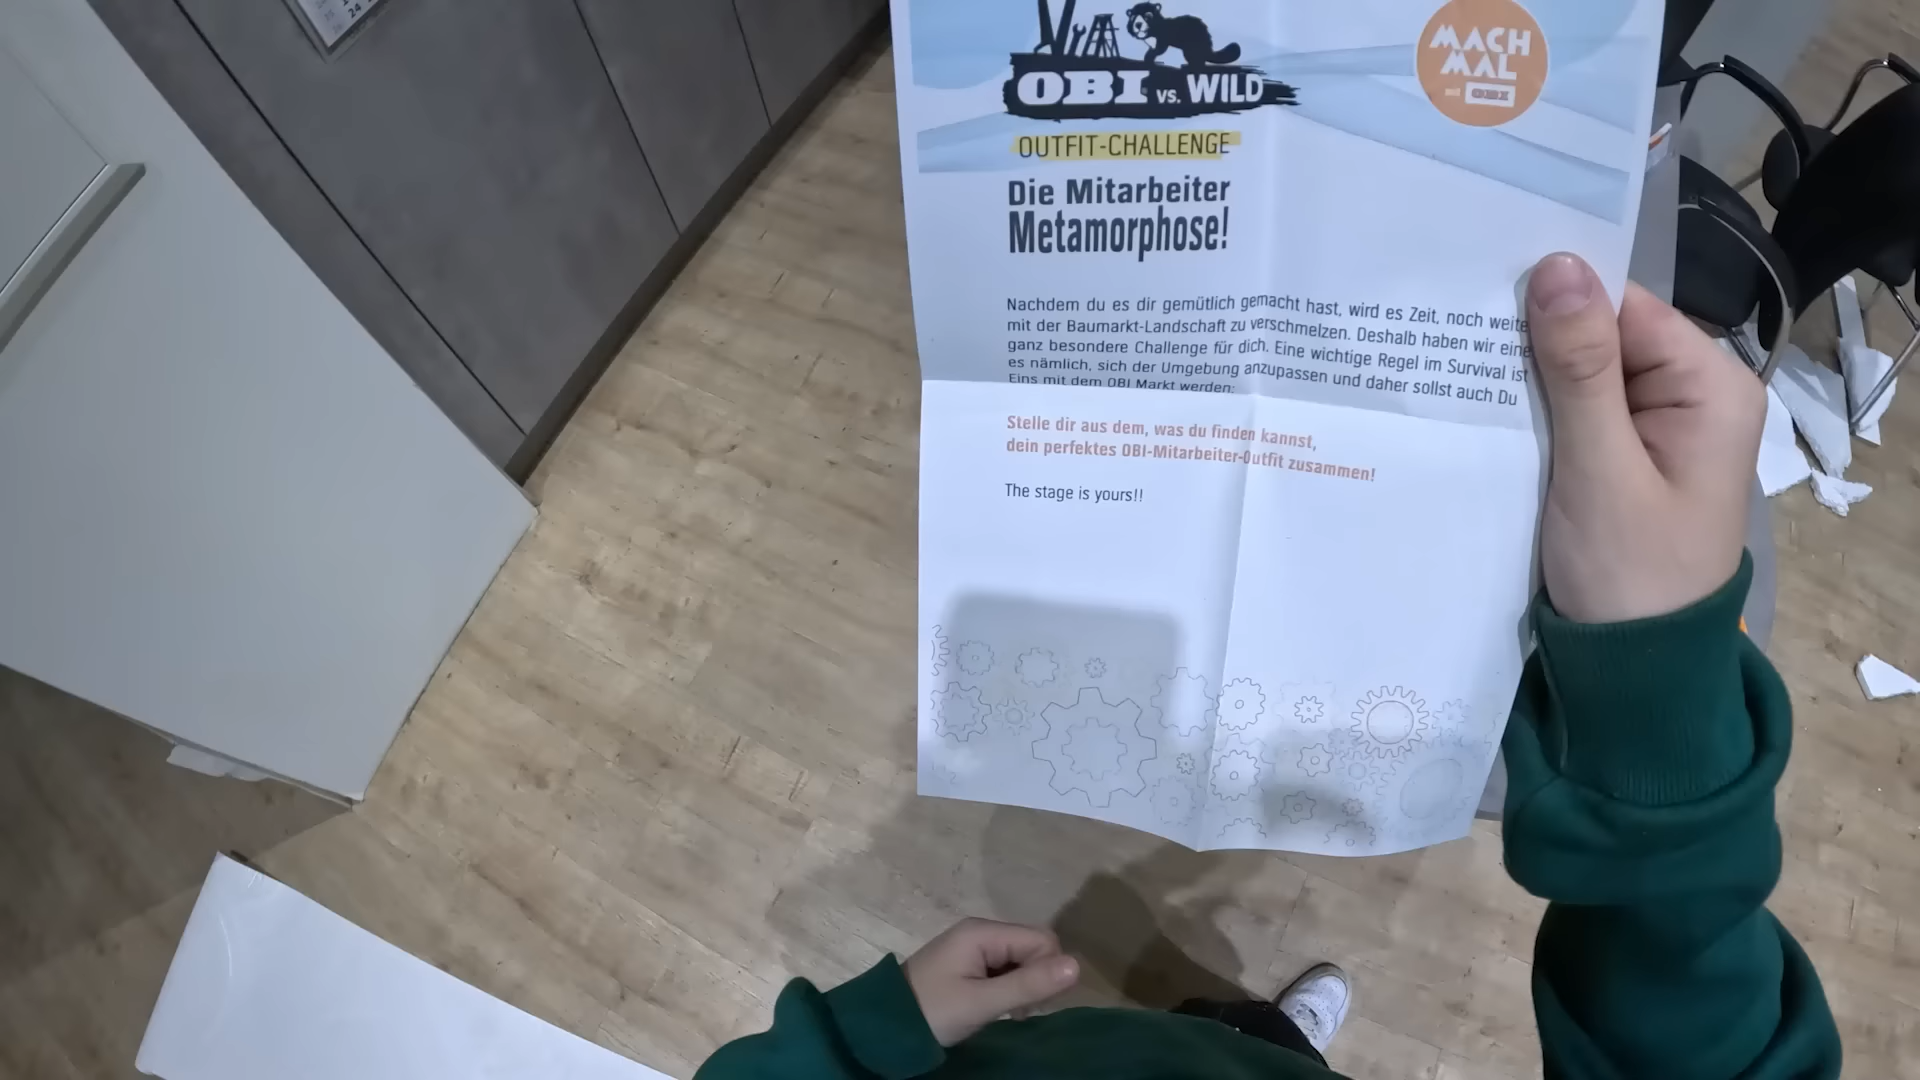 OBI vs. WILD
MACH
MAL
mit OBI
OUTFIT-CHALLENGE
Die Mitarbeiter
Metamorphose!
Nachdem du es dir gemütlich gemacht hast, wird es Zeit, noch weite
mit der Baumarkt-Landschaft zu verschmelzen. Deshalb haben wir eine
ganz besondere Challenge für dich. Eine wichtige Regel im Survival ist
es nämlich, sich der Umgebung anzupassen und daher sollst auch Du
Eins mit dem OBI Markt werden:
Stelle dir aus dem, was du finden kannst,
dein perfektes OBI-Mitarbeiter-Outfit zusammen!
The stage is yours!!
24